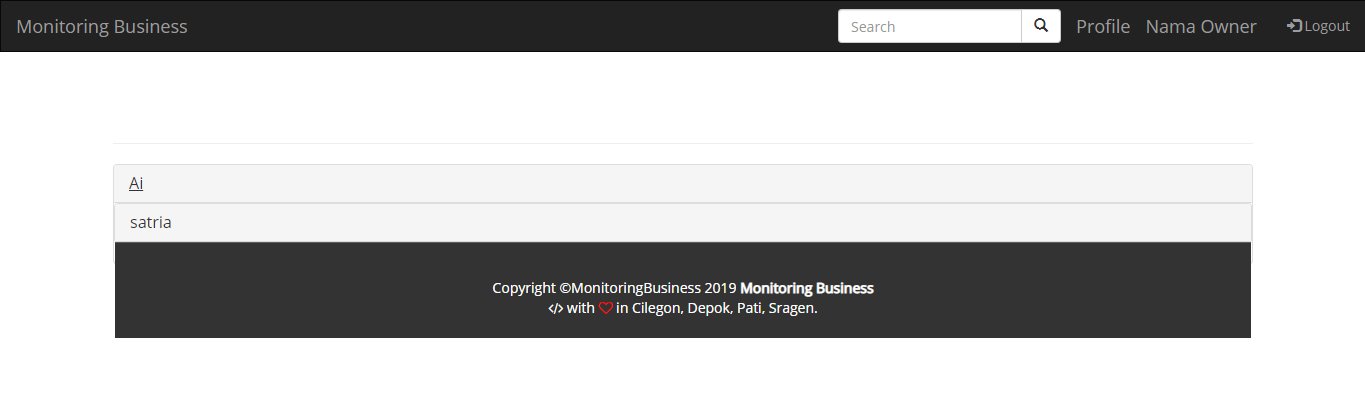 Monitoring Business Search Profile Nama Owner Logout
Ai
satria
Copyright ©MonitoringBusiness 2019 Monitoring Business
</> with ♡ in Cilegon, Depok, Pati, Sragen.